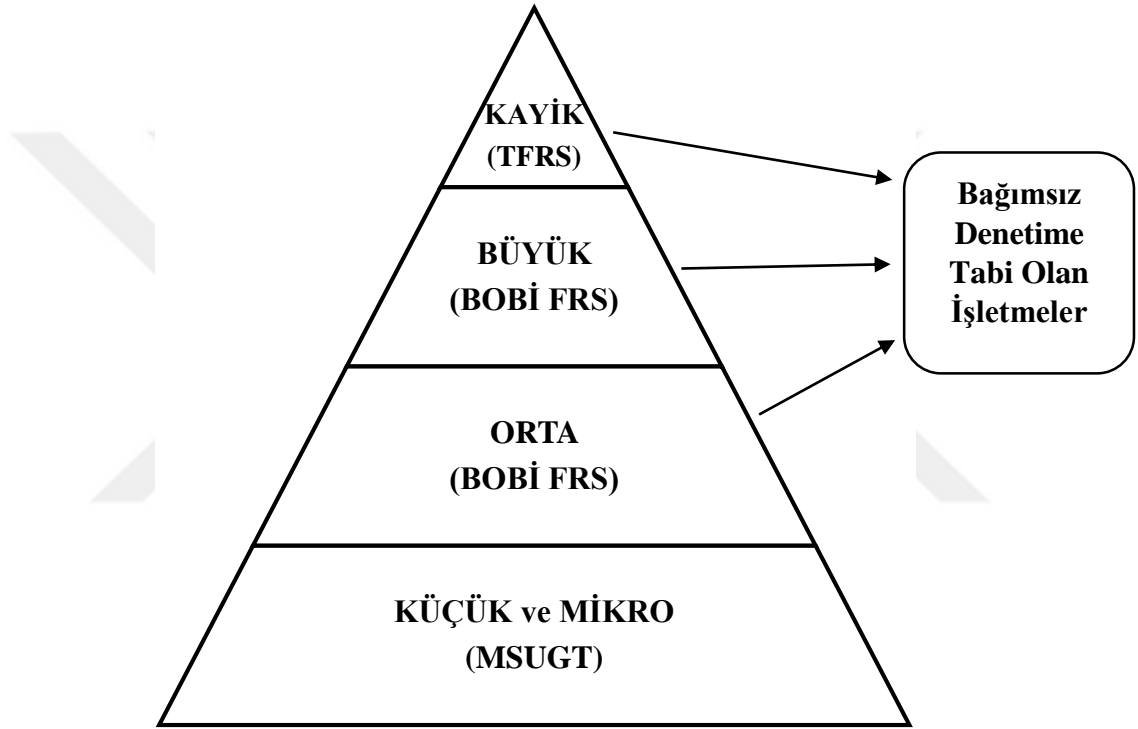 KAYİK
(TFRS)
BÜYÜK
(BOBİ FRS)
ORTA
(BOBİ FRS)
KÜÇÜK ve MİKRO
(MSUGT)
Bağımsız
Denetime
Tabi Olan
İşletmeler